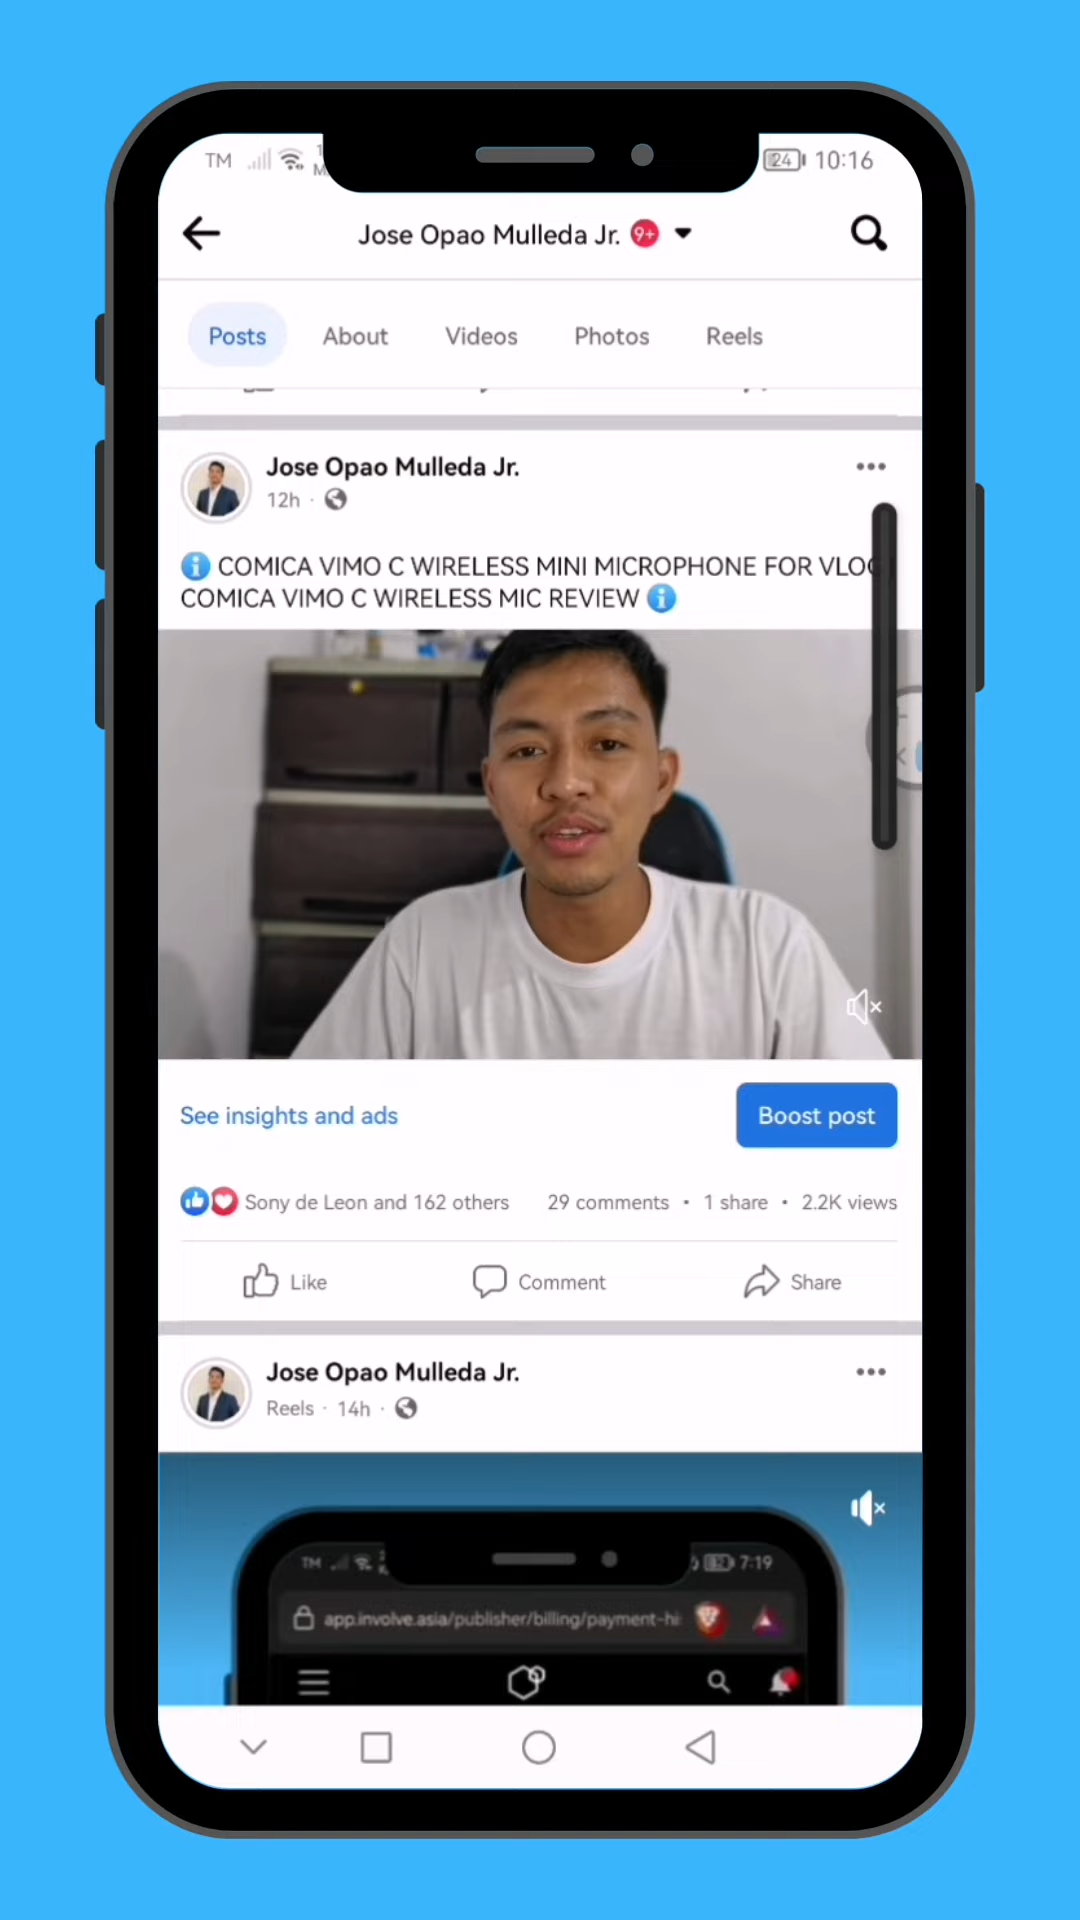 TM
24 10:16
Jose Opao Mulleda Jr. 9+
Posts About Videos Photos Reels
Jose Opao Mulleda Jr.
12h ·
COMICA VIMO C WIRELESS MINI MICROPHONE FOR VLOG
COMICA VIMO C WIRELESS MIC REVIEW
See insights and ads Boost post
Sony de Leon and 162 others 29 comments • 1 share • 2.2K views
Like Comment Share
Jose Opao Mulleda Jr.
Reels · 14h ·
TM 7:19
app.involve.asia/publisher/billing/payment-hi